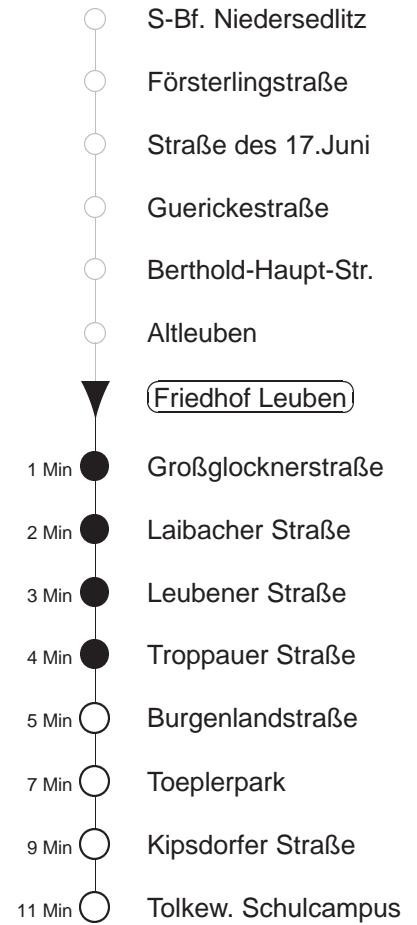 S-Bf. Niedersedlitz
Försterlingstraße
Straße des 17.Juni
Guerickestraße
Berthold-Haupt-Str.
Altleuben
Friedhof Leuben
1 Min Großglocknerstraße
2 Min Laibacher Straße
3 Min Leubener Straße
4 Min Troppauer Straße
5 Min Burgenlandstraße
7 Min Toeplerpark
9 Min Kipsdorfer Straße
11 Min Tolkew. Schulcampus